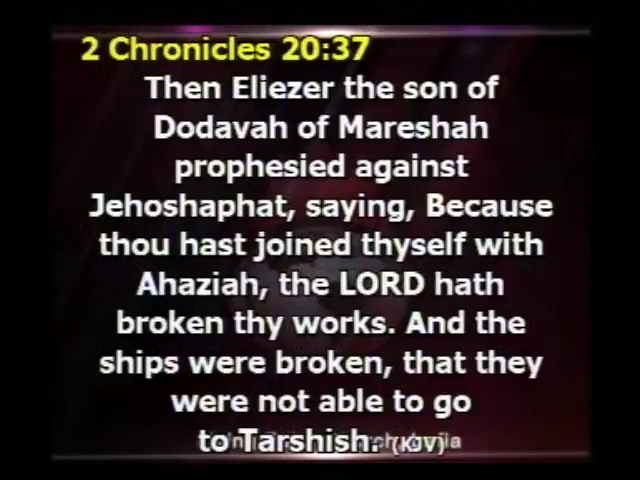 2 Chronicles 20:37
Then Eliezer the son of
Dodavah of Mareshah
prophesied against
Jehoshaphat, saying, Because
thou hast joined thyself with
Ahaziah, the LORD hath
broken thy works. And the
ships were broken, that they
were not able to go
to Tarshish. (KJV)